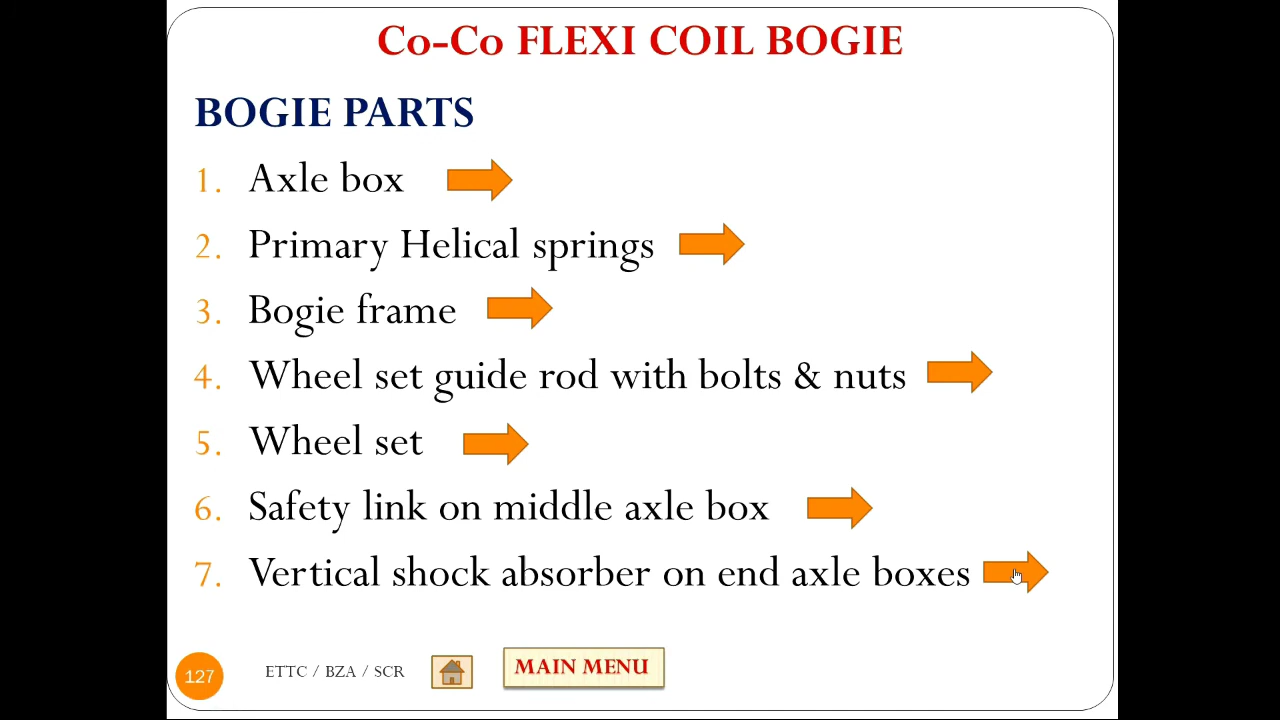 Co-Co FLEXI COIL BOGIE
BOGIE PARTS
1. Axle box
2. Primary Helical springs
3. Bogie frame
4. Wheel set guide rod with bolts & nuts
5. Wheel set
6. Safety link on middle axle box
7. Vertical shock absorber on end axle boxes
127 ETTC / BZA / SCR MAIN MENU